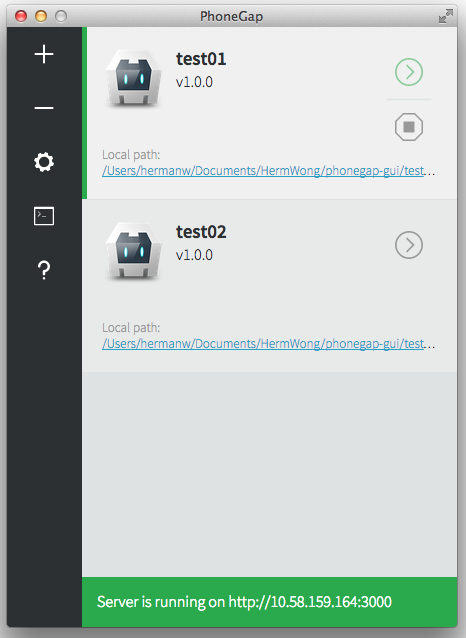 PhoneGap
test01
v1.0.0
Local path:
/Users/hermanw/Documents/HermWong/phonegap-gui/test...
test02
v1.0.0
Local path:
/Users/hermanw/Documents/HermWong/phonegap-gui/test...
Server is running on http://10.58.159.164:3000